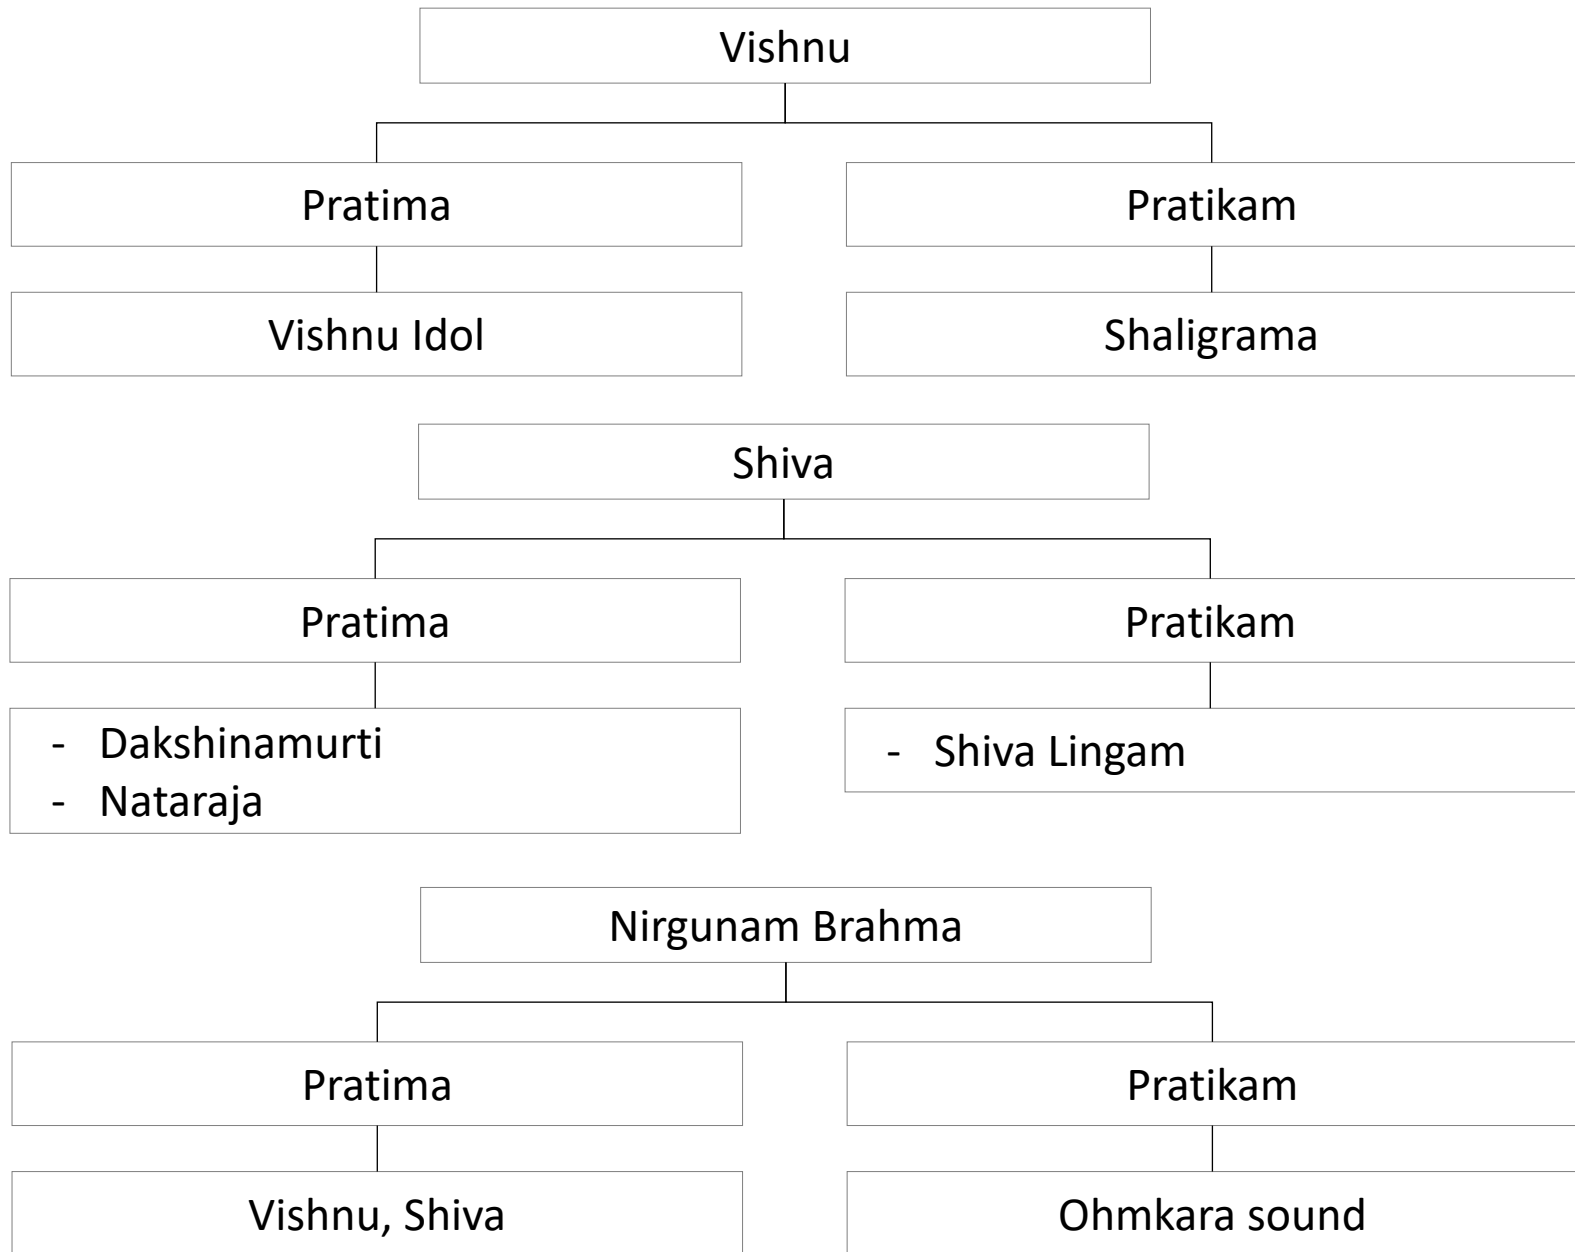 Vishnu
Pratima
Pratikam
Vishnu Idol
Shaligrama
Shiva
Pratima
Pratikam
- Dakshinamurti
- Nataraja
- Shiva Lingam
Nirgunam Brahma
Pratima
Pratikam
Vishnu, Shiva
Ohmkara sound